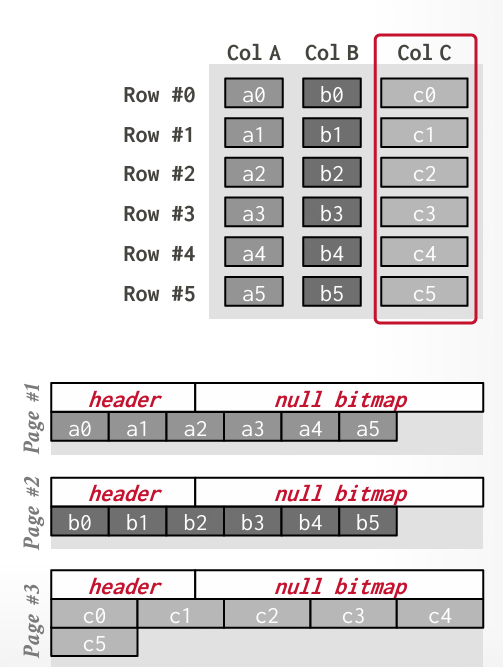 Col A Col B Col C
Row #0 a0 b0 c0
Row #1 a1 b1 c1
Row #2 a2 b2 c2
Row #3 a3 b3 c3
Row #4 a4 b4 c4
Row #5 a5 b5 c5
Page #1
header null bitmap
a0 a1 a2 a3 a4 a5
Page #2
header null bitmap
b0 b1 b2 b3 b4 b5
Page #3
header null bitmap
c0 c1 c2 c3 c4
c5